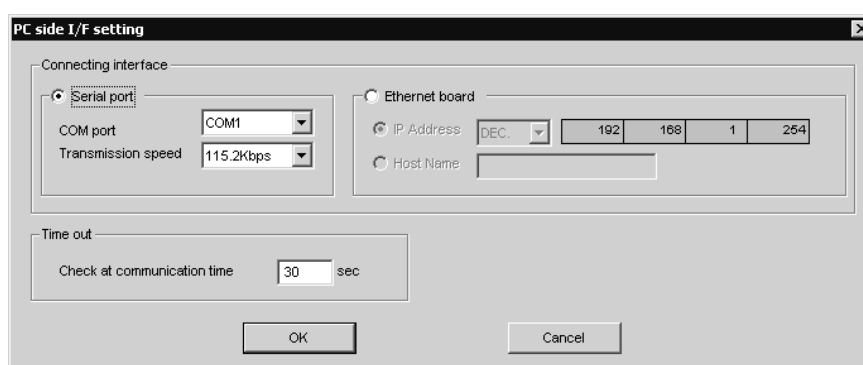 PC side I/F setting
Connecting interface
Serial port
COM port COM1
Transmission speed 115.2Kbps
Ethernet board
IP Address DEC. 192 168 1 254
Host Name
Time out
Check at communication time 30 sec
OK Cancel